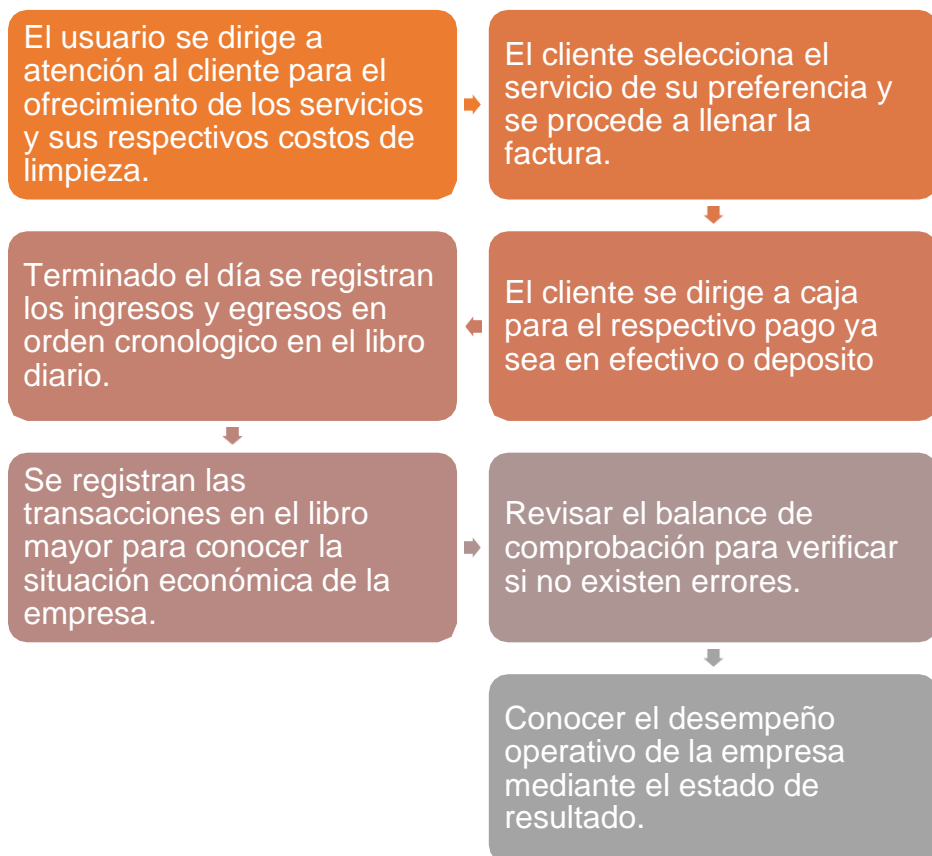 El usuario se dirige a
atención al cliente para el
ofrecimiento de los servicios
y sus respectivos costos de
limpieza.
El cliente selecciona el
servicio de su preferencia y
se procede a llenar la
factura.
El cliente se dirige a caja
para el respectivo pago ya
sea en efectivo o deposito
Terminado el día se registran
los ingresos y egresos en
orden cronologico en el libro
diario.
Se registran las
transacciones en el libro
mayor para conocer la
situación económica de la
empresa.
Revisar el balance de
comprobación para verificar
si no existen errores.
Conocer el desempeño
operativo de la empresa
mediante el estado de
resultado.